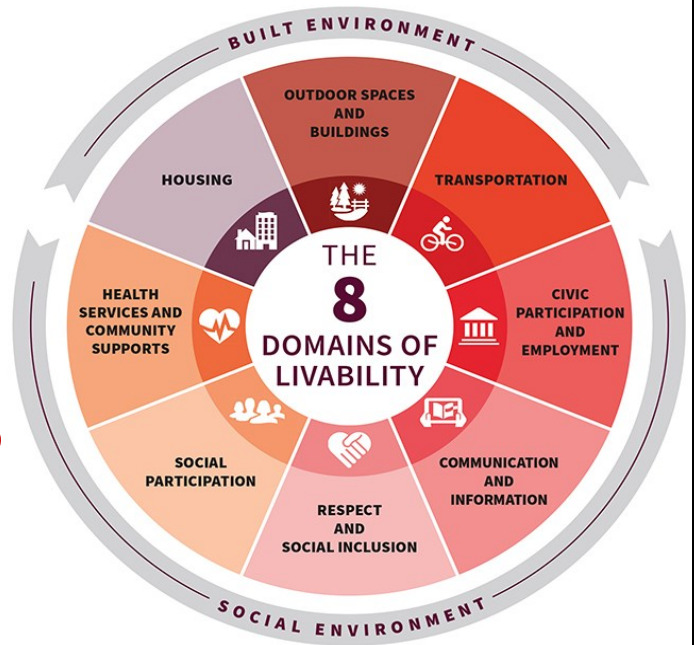 BUILT ENVIRONMENT
OUTDOOR SPACES
AND
BUILDINGS
HOUSING
TRANSPORTATION
THE
8
DOMAINS OF
LIVABILITY
HEALTH
SERVICES AND
COMMUNITY
SUPPORTS
CIVIC
PARTICIPATION
AND
EMPLOYMENT
SOCIAL
PARTICIPATION
COMMUNICATION
AND
INFORMATION
RESPECT
AND
SOCIAL INCLUSION
SOCIAL ENVIRONMENT